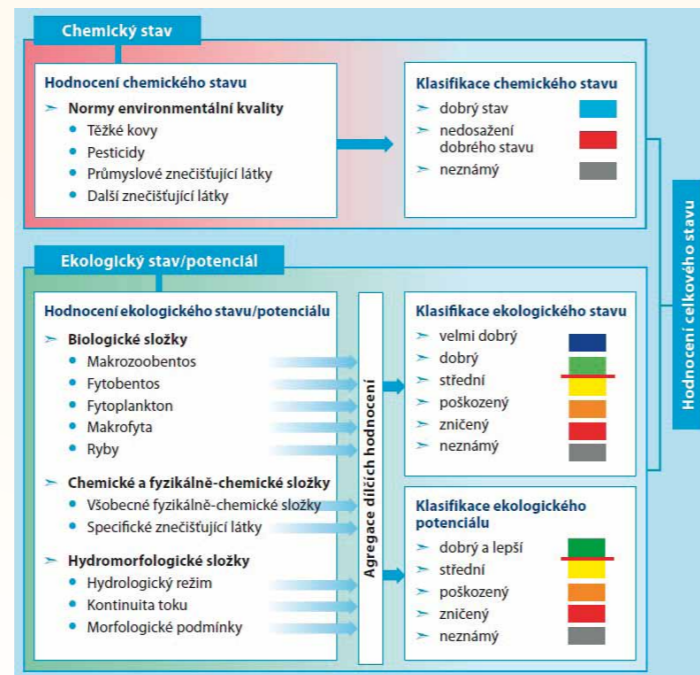 Chemický stav
Hodnocení chemického stavu
➣ Normy environmentální kvality
• Těžké kovy
• Pesticidy
• Průmyslové znečišťující látky
• Další znečišťující látky
Klasifikace chemického stavu
➣ dobrý stav
➣ nedosažení
dobrého stavu
➣ neznámý
Ekologický stav/potenciál
Hodnocení ekologického stavu/potenciálu
➣ Biologické složky
• Makrozoobentos
• Fytobentos
• Fytoplankton
• Makrofyta
• Ryby
➣ Chemické a fyzikálně-chemické složky
• Všobecné fyzikálně-chemické složky
• Specifické znečišťující látky
➣ Hydromorfologické složky
• Hydrologický režim
• Kontinuita toku
• Morfologické podmínky
Agregace dílčích hodnocení
Klasifikace ekologického stavu
➣ velmi dobrý
➣ dobrý
➣ střední
➣ poškozený
➣ zničený
➣ neznámý
Klasifikace ekologického
potenciálu
➣ dobrý a lepší
➣ střední
➣ poškozený
➣ zničený
➣ neznámý
Hodnocení celkového stavu